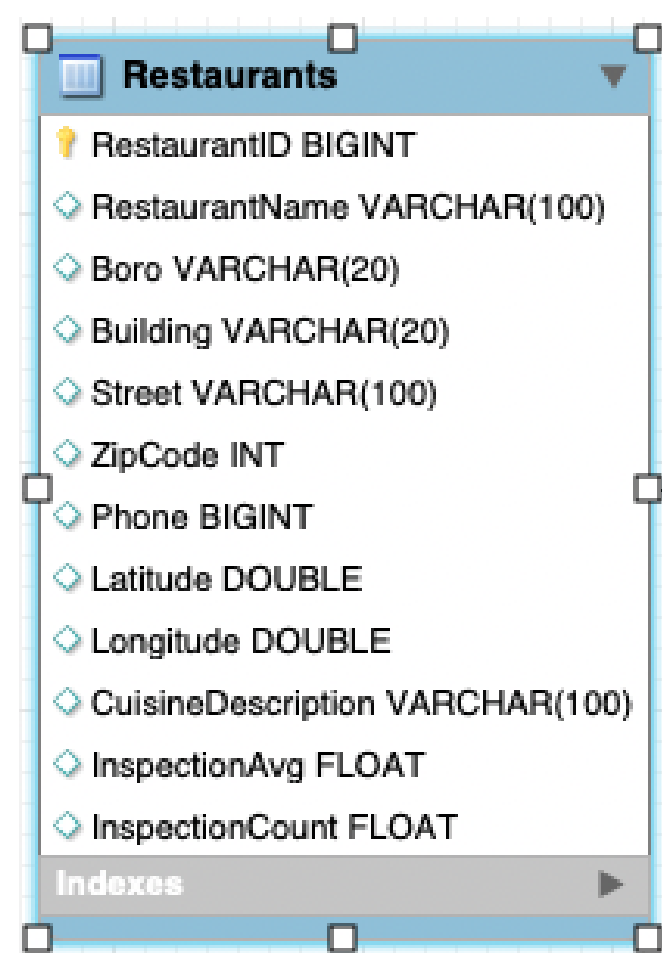 Restaurants
RestaurantID BIGINT
RestaurantName VARCHAR(100)
Boro VARCHAR(20)
Building VARCHAR(20)
Street VARCHAR(100)
ZipCode INT
Phone BIGINT
Latitude DOUBLE
Longitude DOUBLE
CuisineDescription VARCHAR(100)
InspectionAvg FLOAT
InspectionCount FLOAT
Indexes